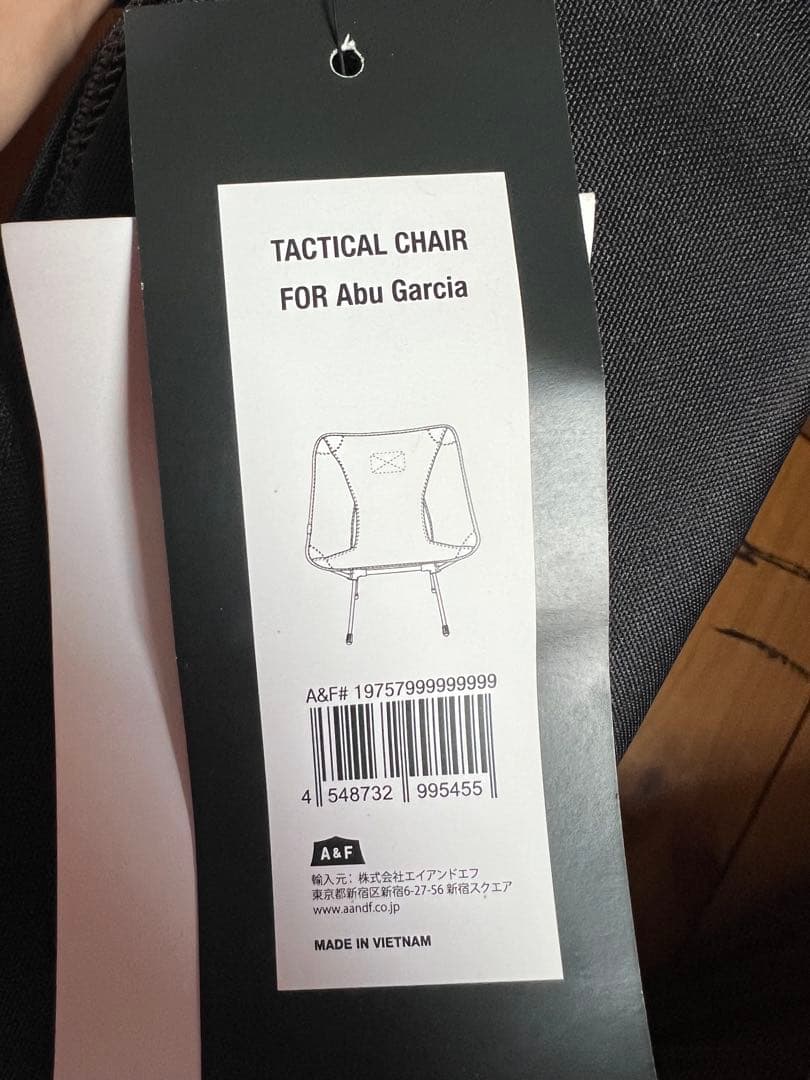 TACTICAL CHAIR
FOR Abu Garcia
A&F# 19757999999999
4 548732 995455
A&F
輸入元：株式会社エイアンドエフ
東京都新宿区新宿6-27-56 新宿スクエア
www.aandf.co.jp
MADE IN VIETNAM